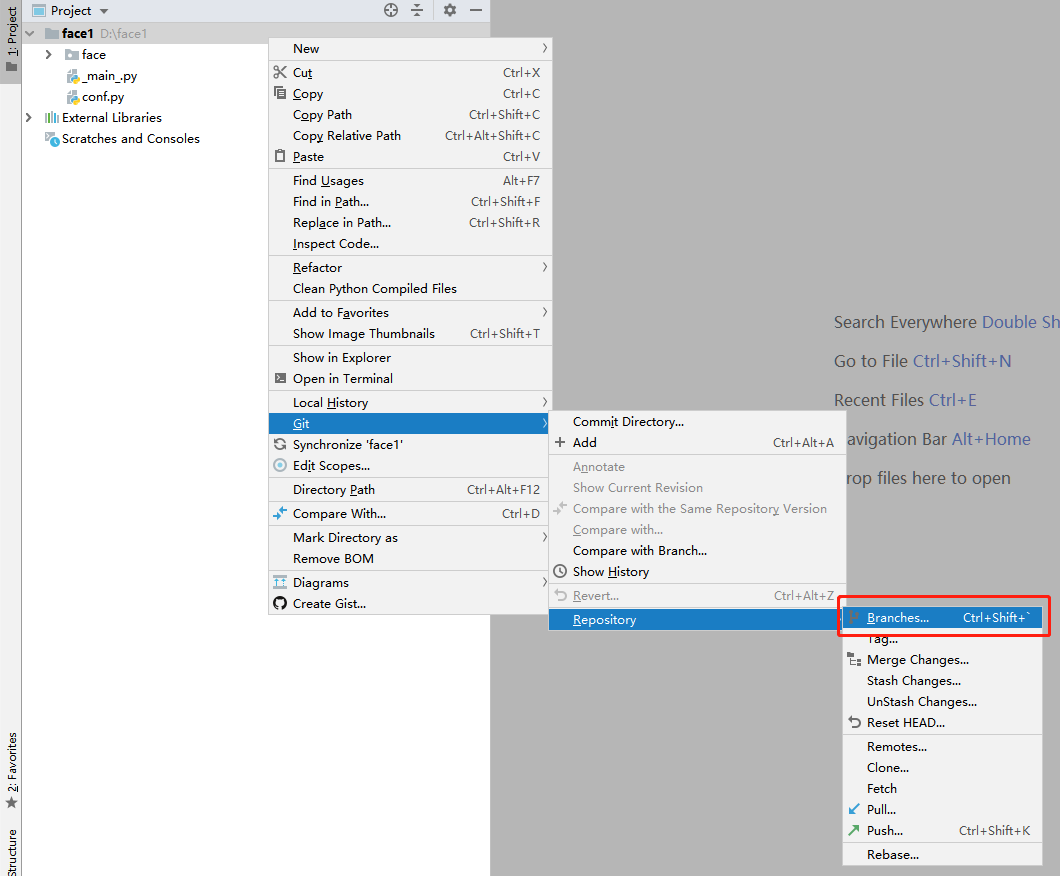 1: Project
Project
face1 D:\face1
face
_main_.py
conf.py
External Libraries
Scratches and Consoles
New
Cut Ctrl+X
Copy Ctrl+C
Copy Path Ctrl+Shift+C
Copy Relative Path Ctrl+Alt+Shift+C
Paste Ctrl+V
Find Usages Alt+F7
Find in Path... Ctrl+Shift+F
Replace in Path... Ctrl+Shift+R
Inspect Code...
Refactor
Clean Python Compiled Files
Add to Favorites
Show Image Thumbnails Ctrl+Shift+T
Show in Explorer
Open in Terminal
Local History
Git
Synchronize 'face1'
Edit Scopes...
Directory Path Ctrl+Alt+F12
Compare With... Ctrl+D
Mark Directory as
Remove BOM
Diagrams
Create Gist...
Commit Directory...
Add Ctrl+Alt+A
Annotate
Show Current Revision
Compare with the Same Repository Version
Compare with...
Compare with Branch...
Show History
Revert... Ctrl+Alt+Z
Repository
Branches... Ctrl+Shift+`
Tag...
Merge Changes...
Stash Changes...
UnStash Changes...
Reset HEAD...
Remotes...
Clone...
Fetch
Pull...
Push... Ctrl+Shift+K
Rebase...
Search Everywhere Double Sh
Go to File Ctrl+Shift+N
Recent Files Ctrl+E
avigation Bar Alt+Home
rop files here to open
2: Favorites
Structure